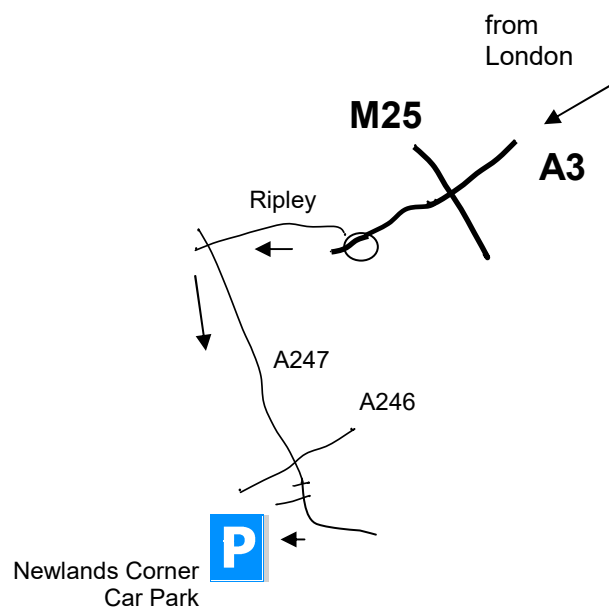 from
London
M25
A3
Ripley
A247
A246
P
Newlands Corner
Car Park